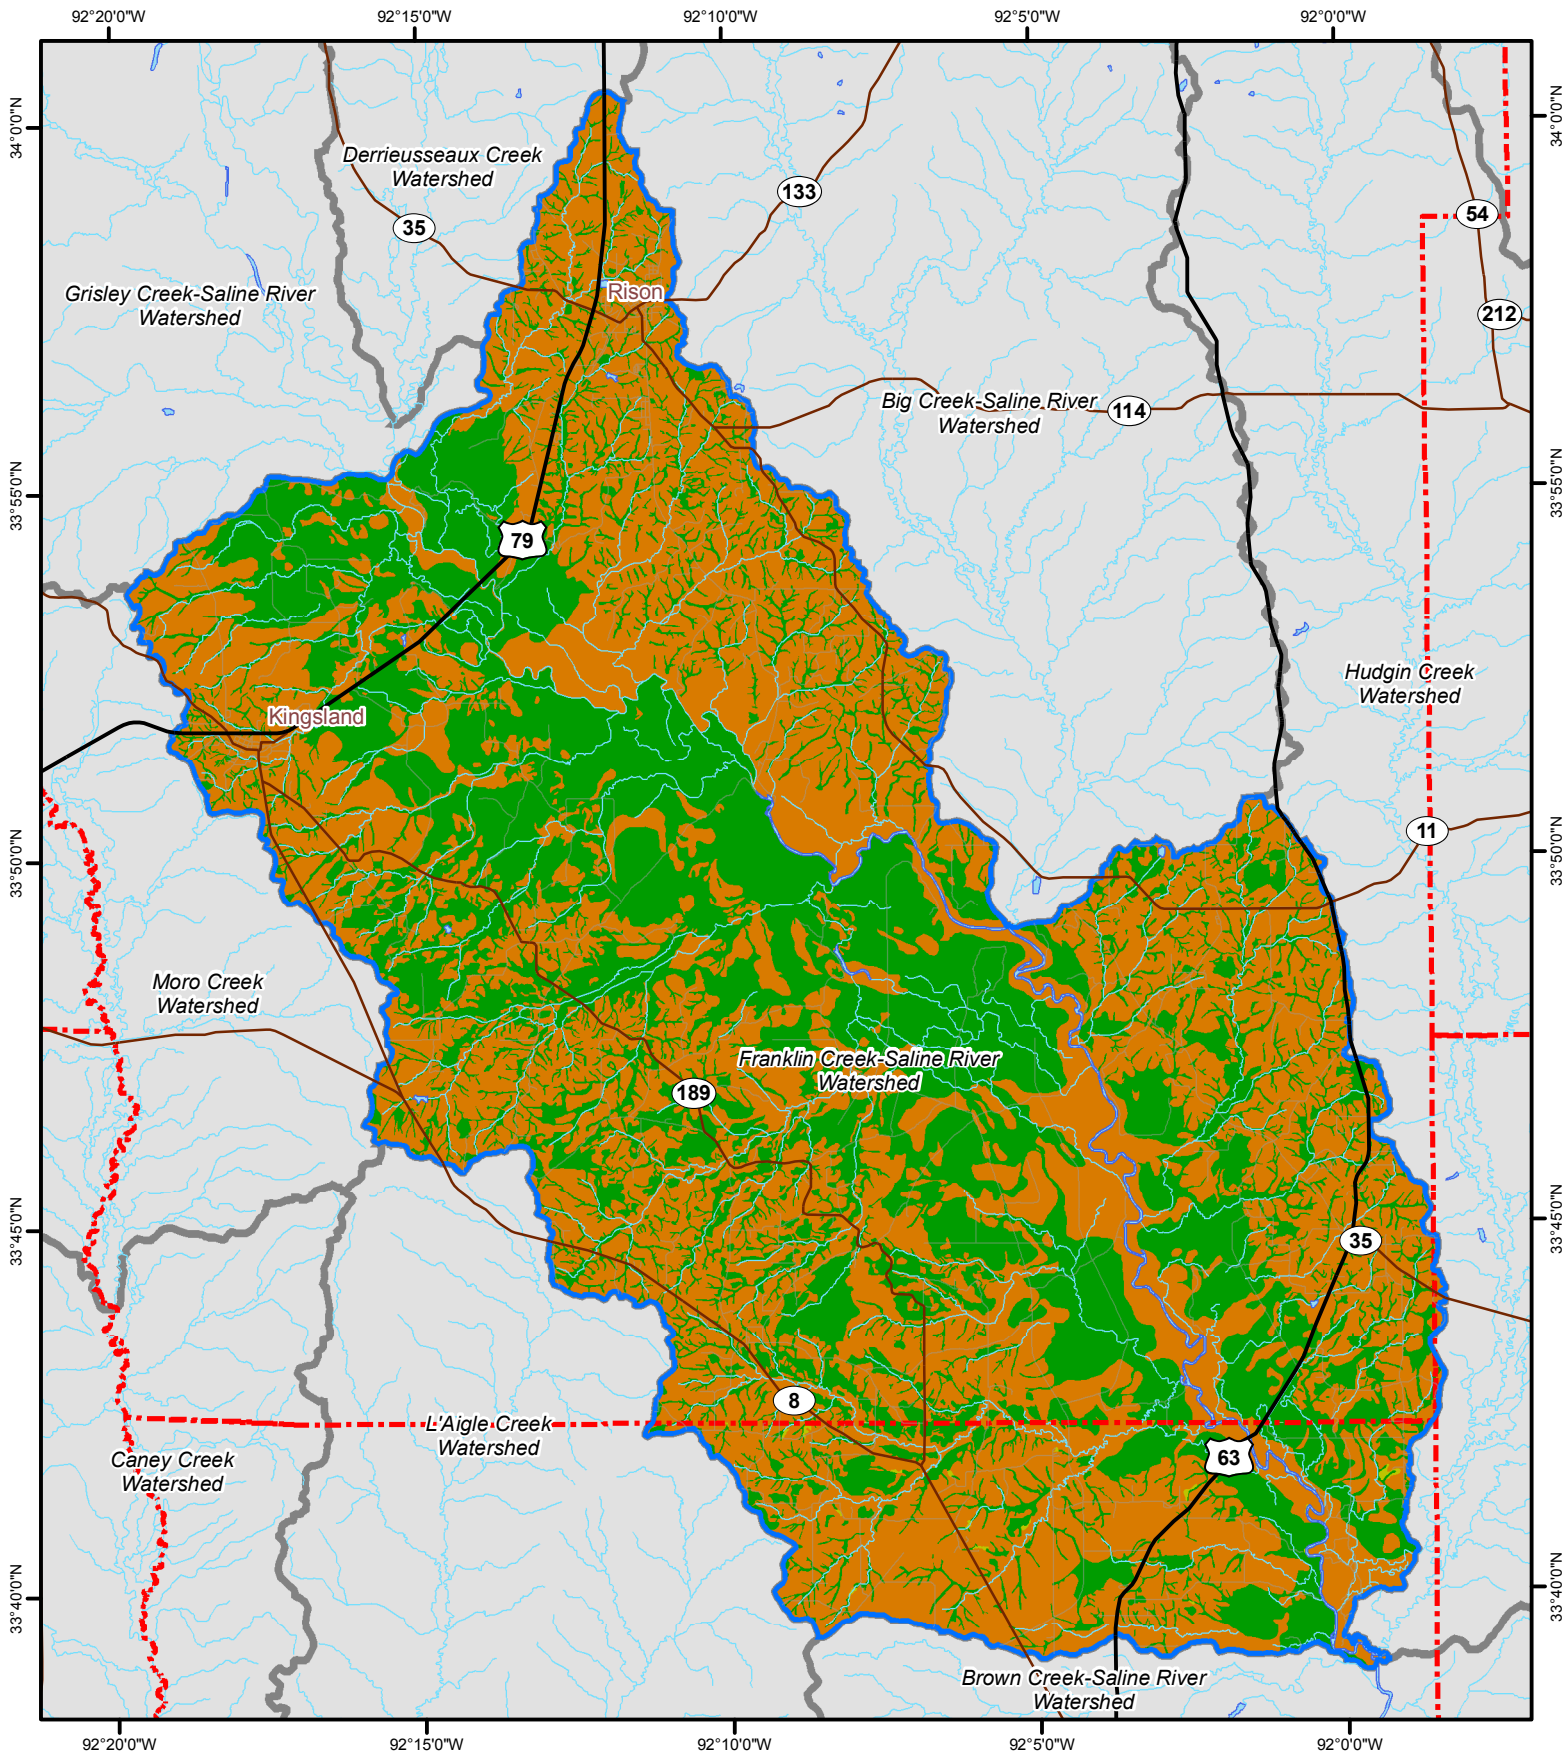 92°20'0"W
92°15'0"W
92°10'0"W
92°5'0"W
92°0'0"W
34°0'0"N
34°0'0"N
Derrieusseaux Creek
Watershed
133
35
54
Grisley Creek-Saline River
Watershed
Rison
212
Big Creek-Saline River
Watershed
114
33°55'0"N
33°55'0"N
79
Hudgin Creek
Watershed
Kingsland
11
33°50'0"N
33°50'0"N
Moro Creek
Watershed
Franklin Creek-Saline River
Watershed
189
33°45'0"N
33°45'0"N
35
8
L'Aigle Creek
Watershed
Caney Creek
Watershed
63
33°40'0"N
33°40'0"N
Brown Creek-Saline River
Watershed
92°20'0"W
92°15'0"W
92°10'0"W
92°5'0"W
92°0'0"W